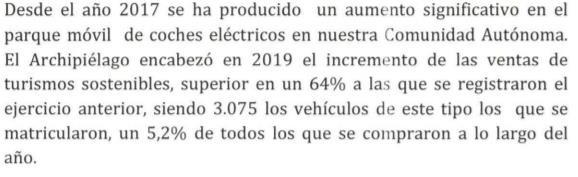 Desde el año 2017 se ha producido un aumento significativo en el
parque móvil de coches eléctricos en nuestra Comunidad Autónoma.
El Archipiélago encabezó en 2019 el incremento de las ventas de
turismos sostenibles, superior en un 64% a las que se registraron el
ejercicio anterior, siendo 3.075 los vehículos de este tipo los que se
matricularon, un 5,2% de todos los que se compraron a lo largo del
año.